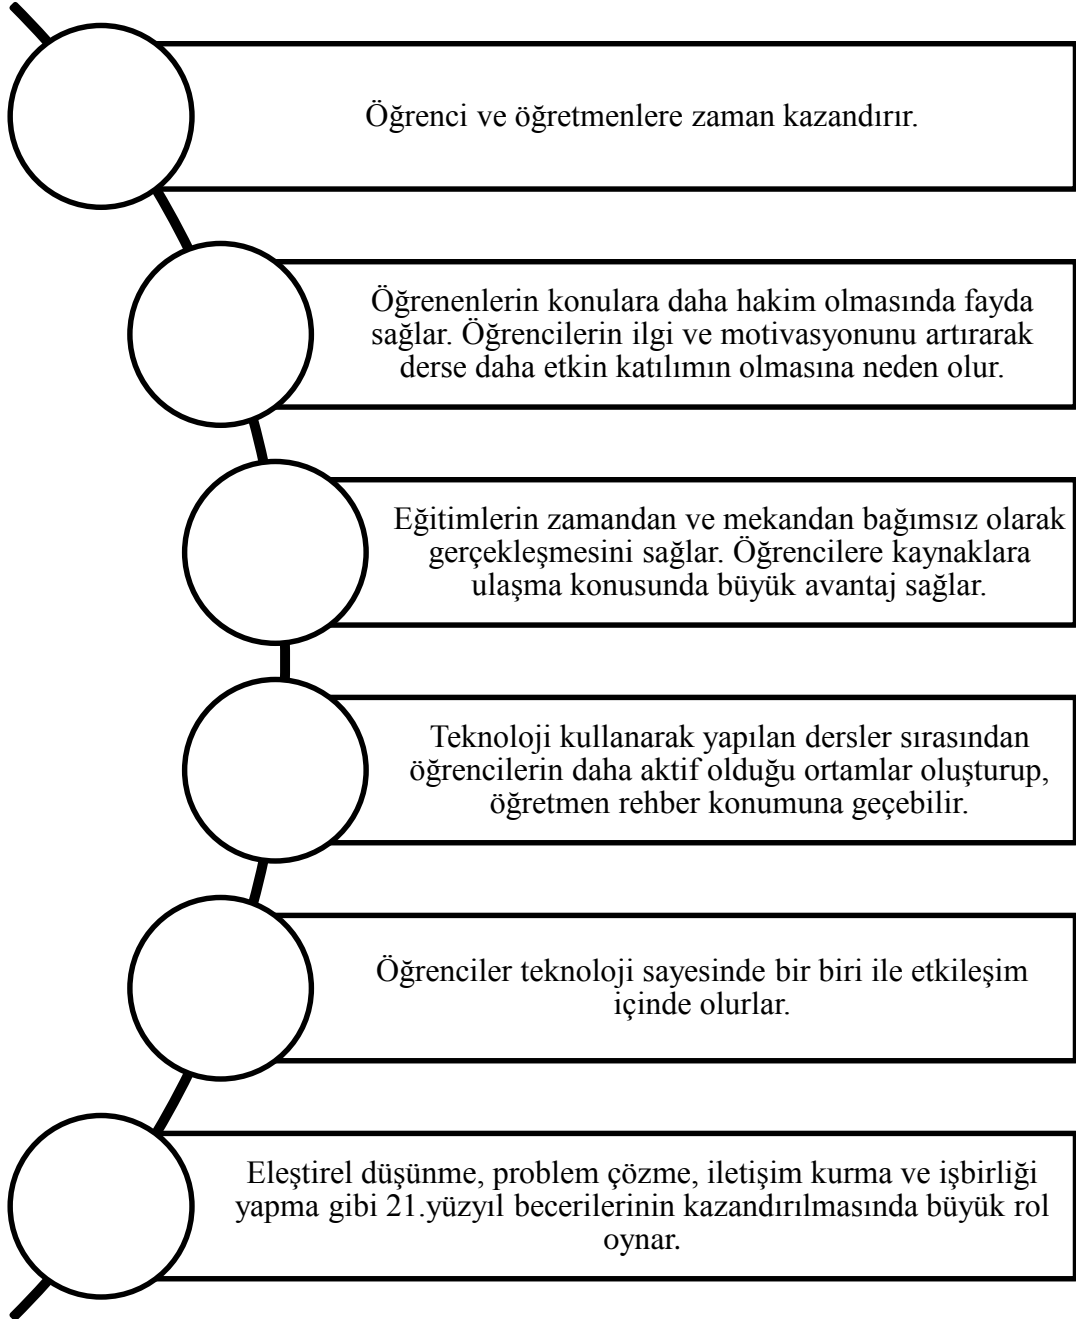 Öğrenci ve öğretmenlere zaman kazandırır.
Öğrenenlerin konulara daha hakim olmasında fayda
sağlar. Öğrencilerin ilgi ve motivasyonunu artırarak
derse daha etkin katılımın olmasına neden olur.
Eğitimlerin zamandan ve mekandan bağımsız olarak
gerçekleşmesini sağlar. Öğrencilere kaynaklara
ulaşma konusunda büyük avantaj sağlar.
Teknoloji kullanarak yapılan dersler sırasından
öğrencilerin daha aktif olduğu ortamlar oluşturup,
öğretmen rehber konumuna geçebilir.
Öğrenciler teknoloji sayesinde bir biri ile etkileşim
içinde olurlar.
Eleştirel düşünme, problem çözme, iletişim kurma ve işbirliği
yapma gibi 21.yüzyıl becerilerinin kazandırılmasında büyük rol
oynar.